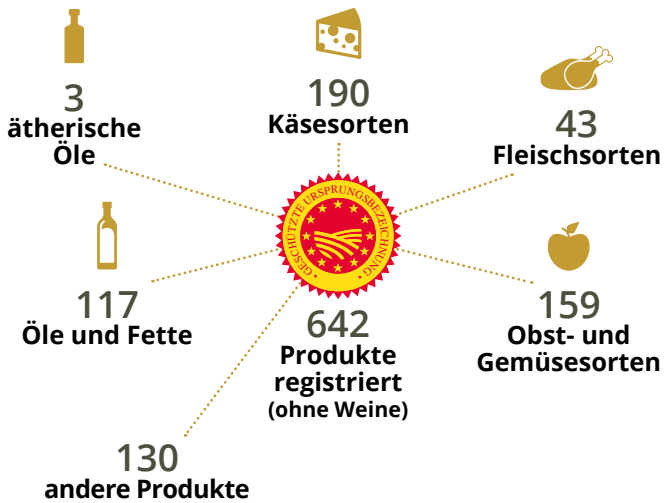 3
ätherische
Öle
190
Käsesorten
43
Fleischsorten
GESCHÜTZTE URSPRUNGSBEZEICHNUNG
117
Öle und Fette
642
Produkte
registriert
(ohne Weine)
159
Obst- und
Gemüsesorten
130
andere Produkte